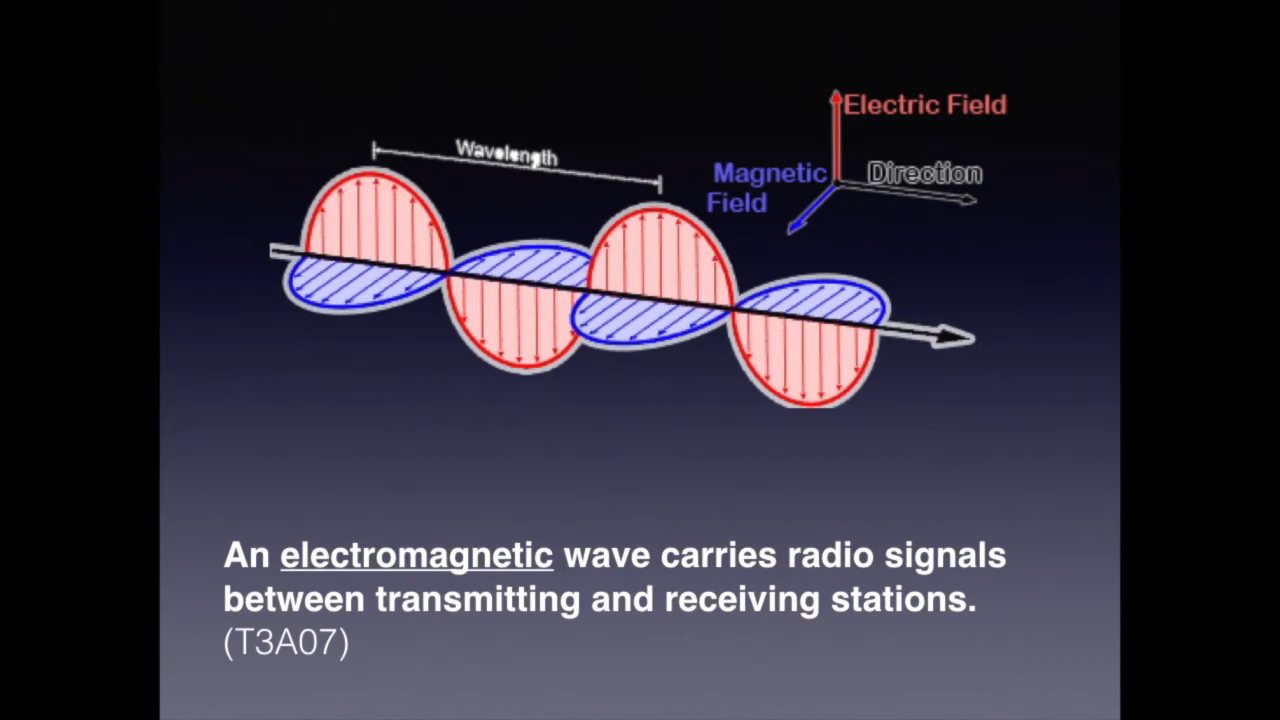 Electric Field
Wavelength
Magnetic
Field
Direction
An electromagnetic wave carries radio signals
between transmitting and receiving stations.
(T3A07)